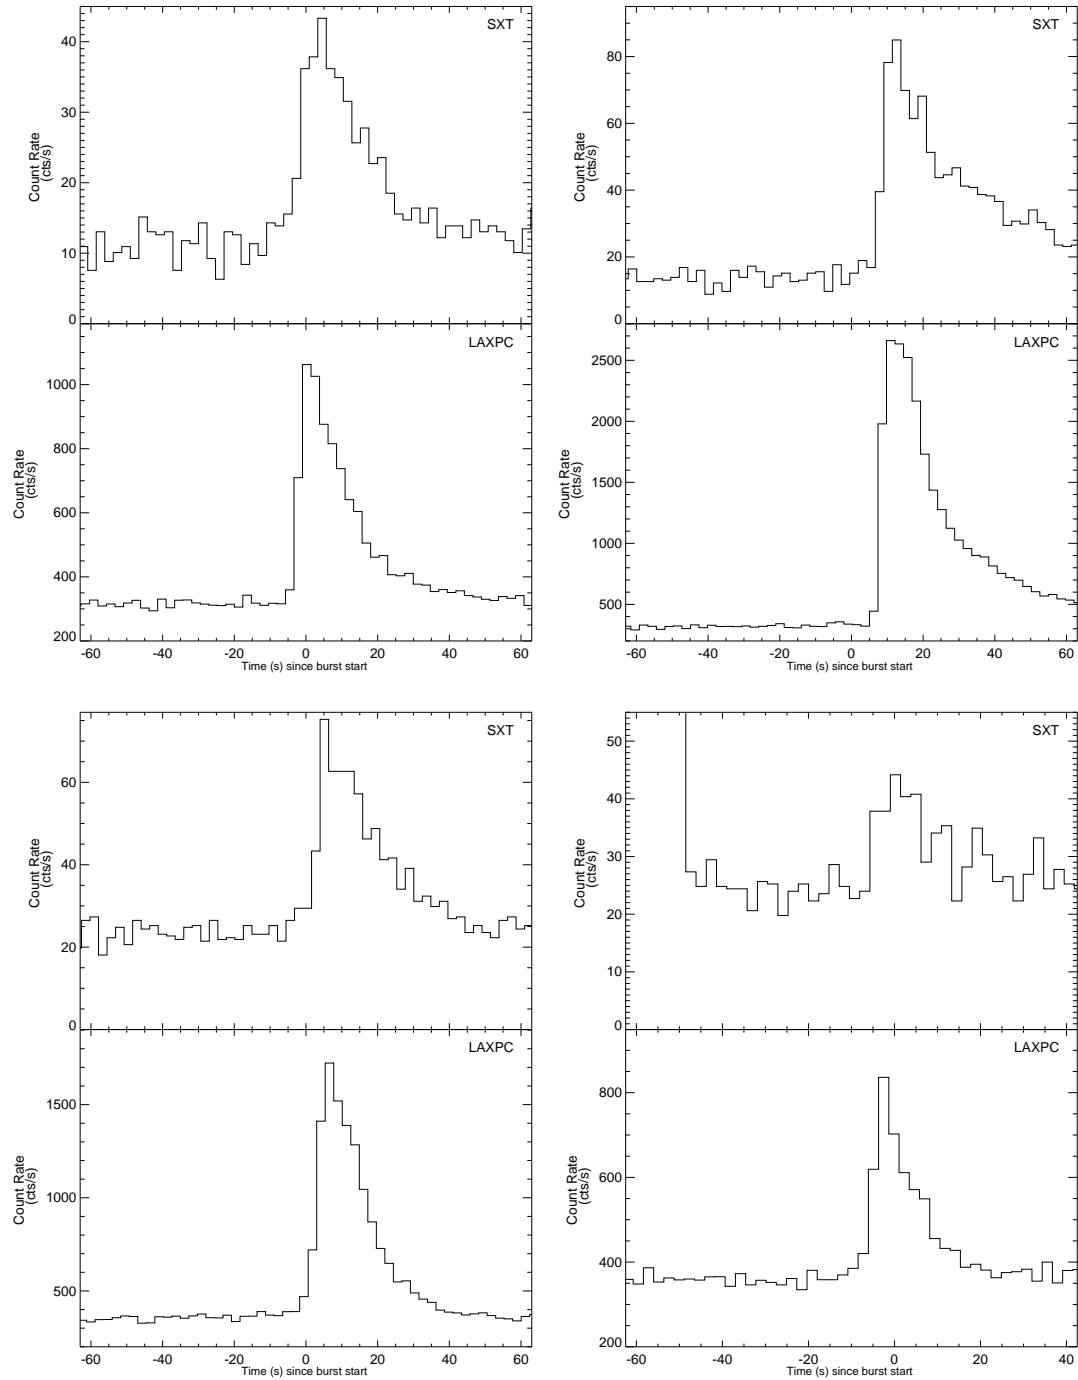 SXT
40
30
20
10
0
Count Rate
(cts/s)
LAXPC
1000
800
600
400
200
Count Rate
(cts/s)
-60 -40 -20 0 20 40 60
Time (s) since burst start
SXT
80
60
40
20
0
Count Rate
(cts/s)
LAXPC
2500
2000
1500
1000
500
Count Rate
(cts/s)
-60 -40 -20 0 20 40 60
Time (s) since burst start
SXT
60
40
20
0
Count Rate
(cts/s)
LAXPC
1500
1000
500
Count Rate
(cts/s)
-60 -40 -20 0 20 40 60
Time (s) since burst start
SXT
50
40
30
20
10
0
Count Rate
(cts/s)
LAXPC
800
600
400
200
Count Rate
(cts/s)
-60 -40 -20 0 20 40
Time (s) since burst start